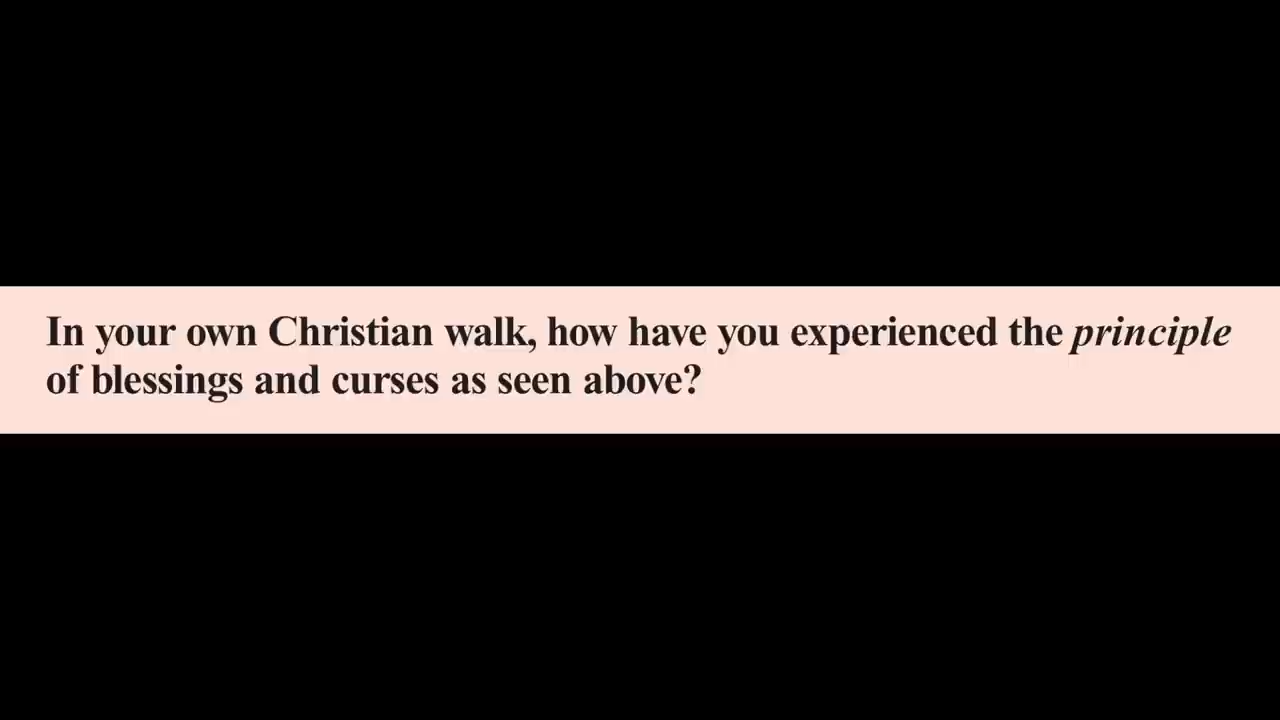 In your own Christian walk, how have you experienced the principle
of blessings and curses as seen above?